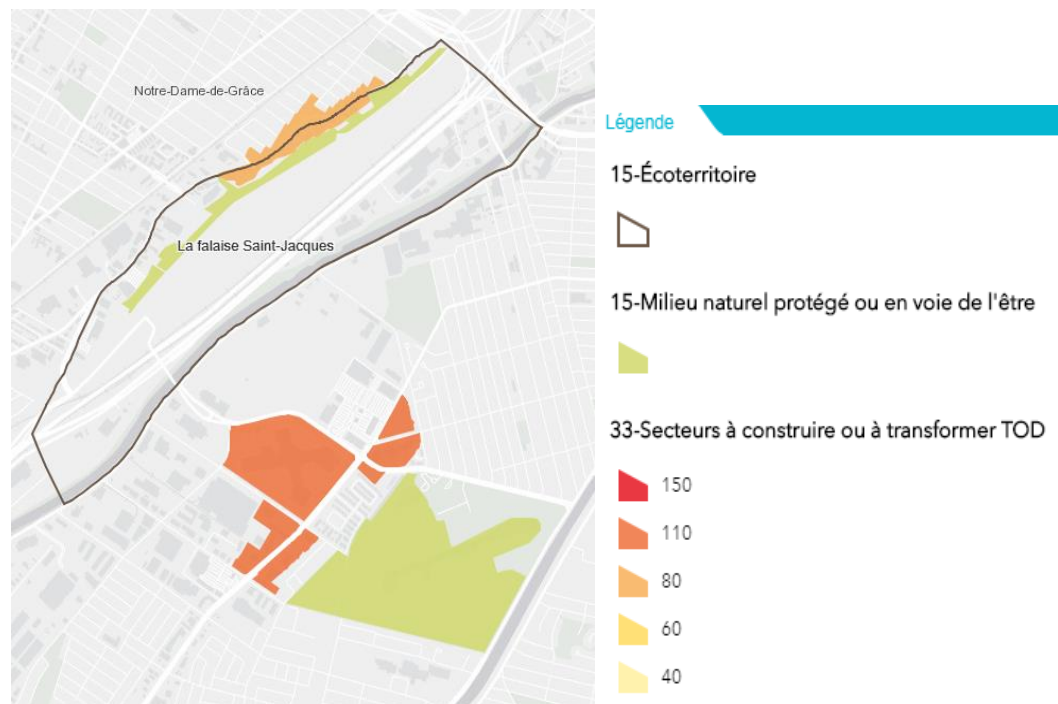 Notre-Dame-de-Grâce
La falaise Saint-Jacques
Légende
15-Écoterritoire
15-Milieu naturel protégé ou en voie de l'être
33-Secteurs à construire ou à transformer TOD
150
110
80
60
40